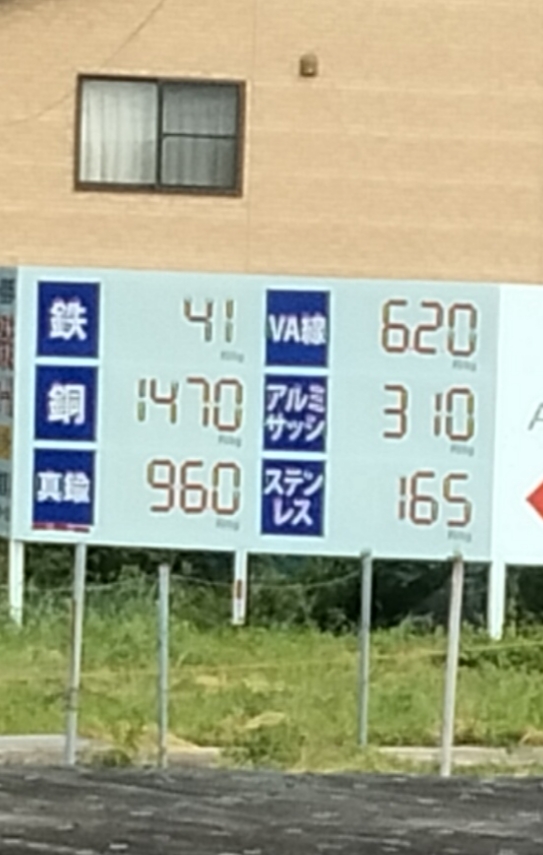 鉄 41 VA線 620
銅 1470 アルミ
サッシ 310
真鍮 960 ステン
レス 165